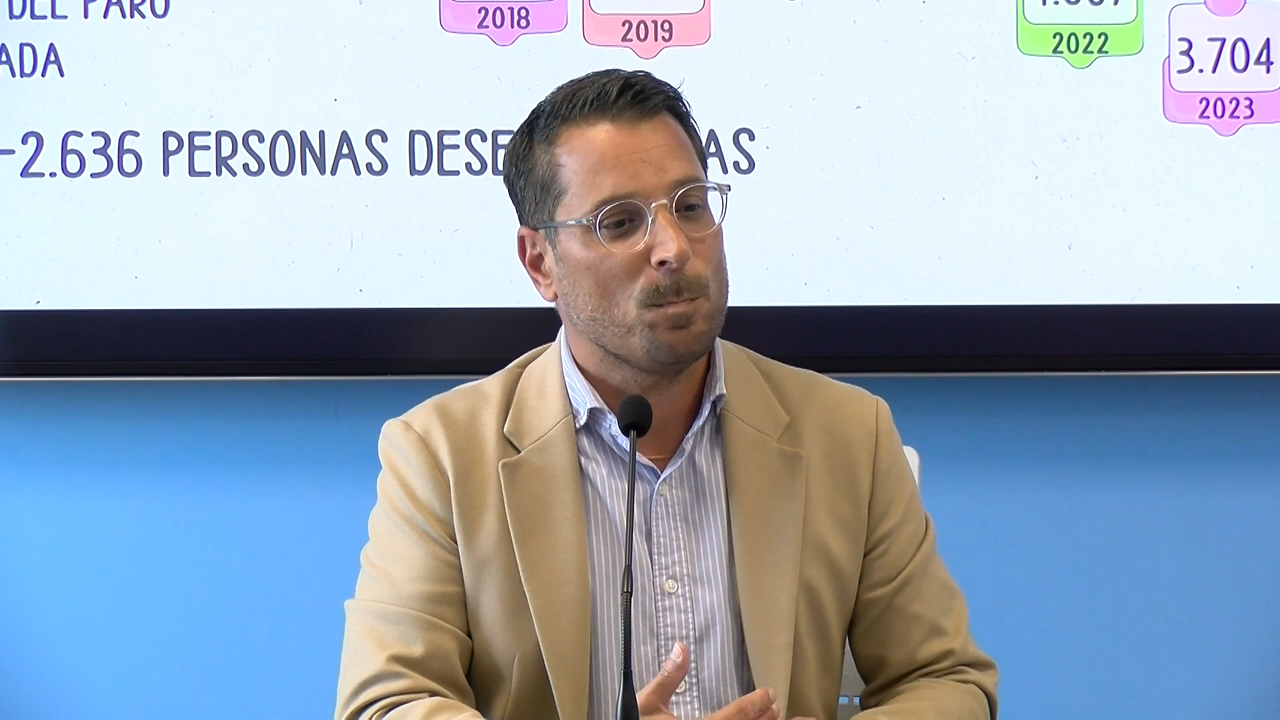 DEL PARO
ADA
-2.636 PERSONAS DESE
AS
2018
2019
2022
3.704
2023